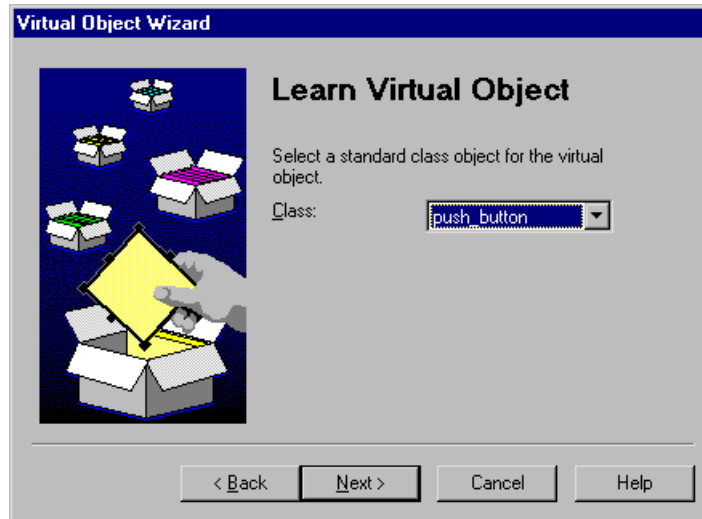 Virtual Object Wizard
Learn Virtual Object
Select a standard class object for the virtual
object.
Class:
push_button
< Back
Next >
Cancel
Help